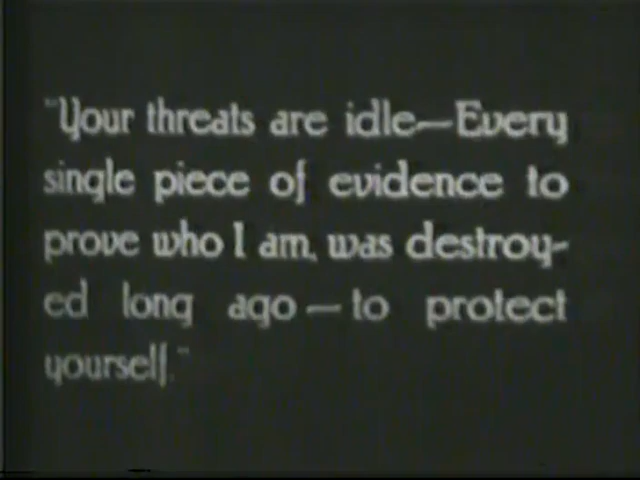 "Your threats are idle—Every
single piece of evidence to
prove who I am, was destroy-
ed long ago—to protect
yourself."